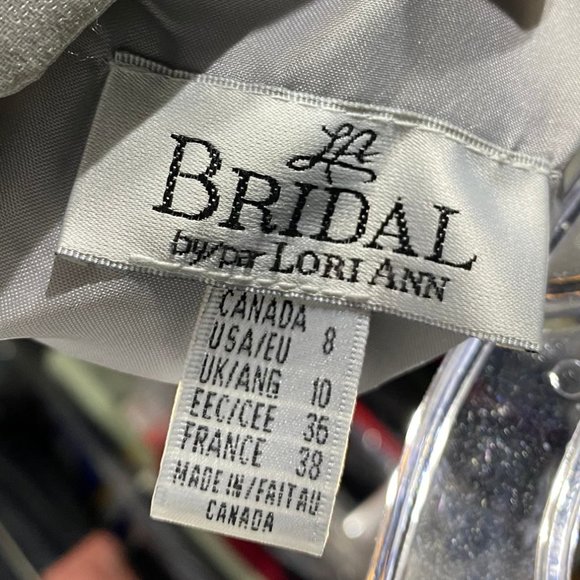 LA
BRIDAL
by/par LORI ANN
CANADA
USA/EU 8
UK/ANG 10
EEC/CEE 36
FRANCE 38
MADE IN/FAIT AU
CANADA